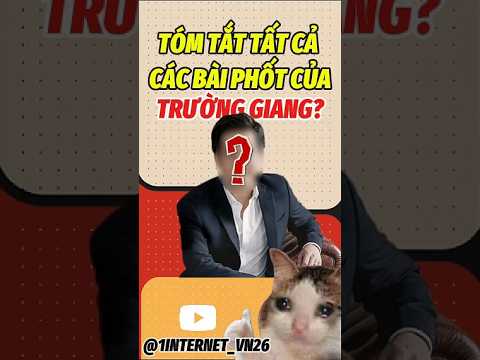 TÓM TẮT TẤT CẢ
CÁC BÀI PHỐT CỦA
TRƯỜNG GIANG?
?
@1INTERNET_VN26